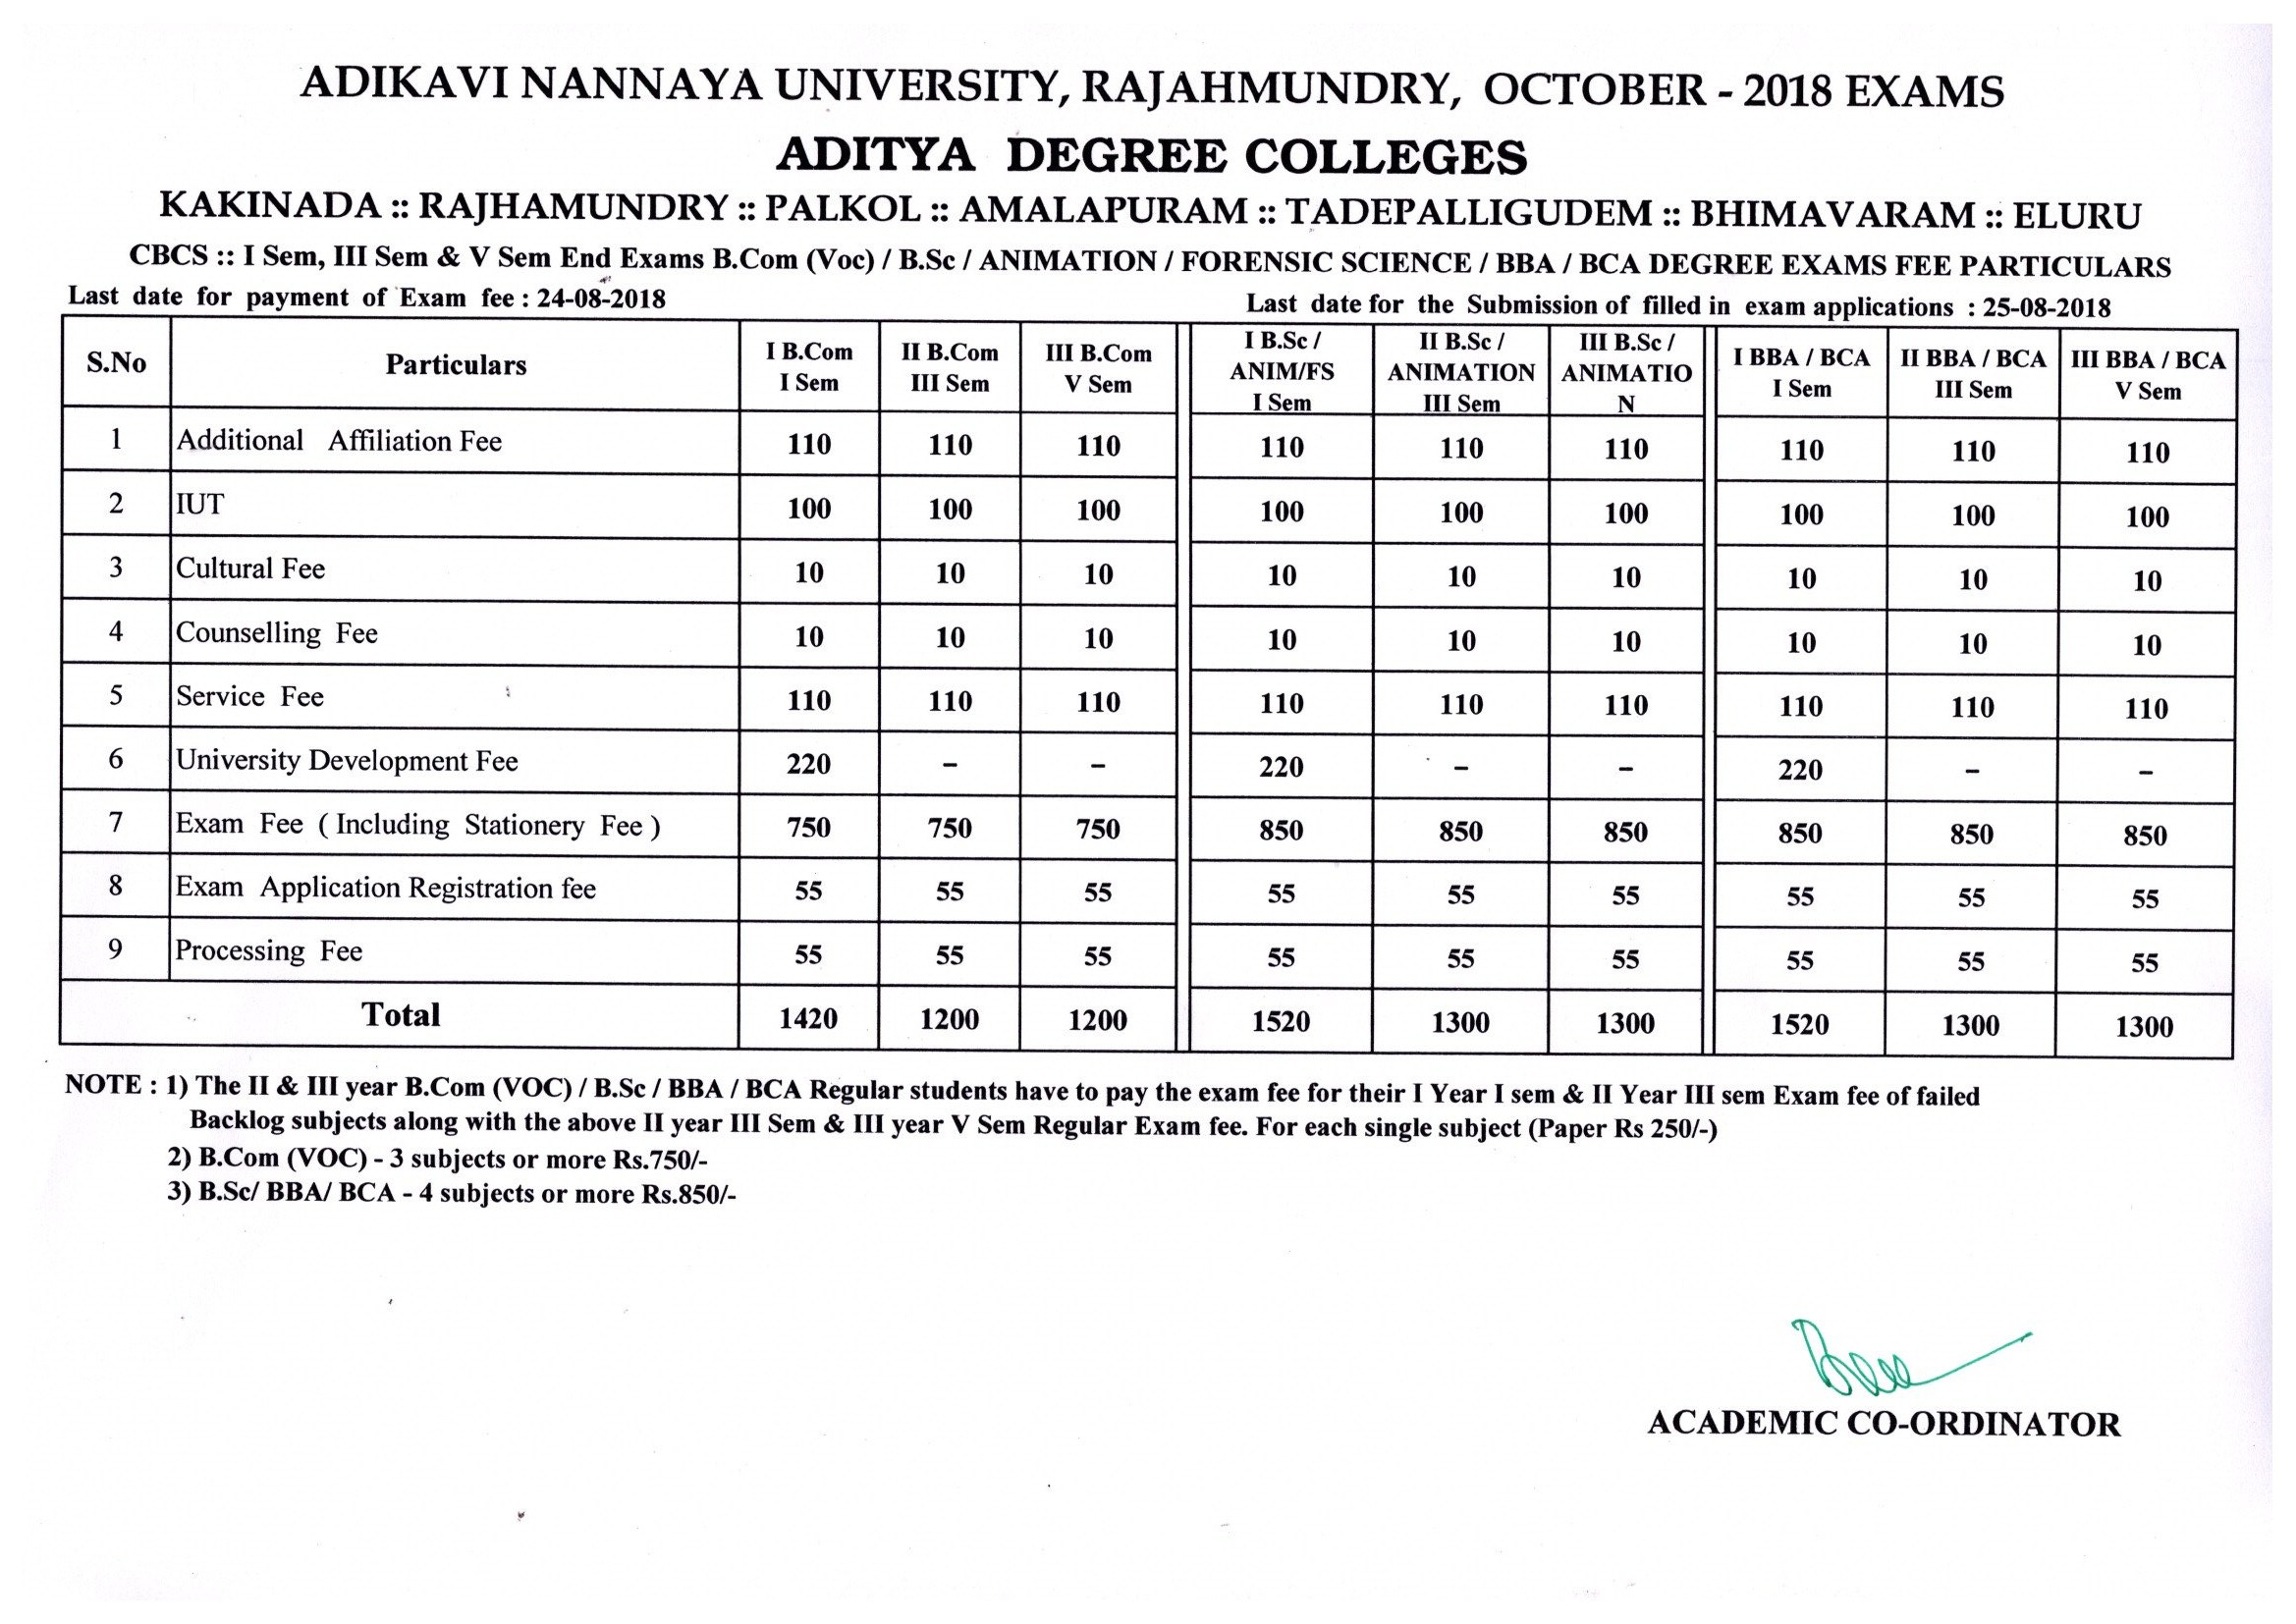 ADIKAVI NANNAYA UNIVERSITY, RAJAHMUNDRY, OCTOBER - 2018 EXAMS
ADITYA DEGREE COLLEGES
KAKINADA :: RAJHAMUNDRY :: PALKOL :: AMALAPURAM :: TADEPALLIGUDEM :: BHIMAVARAM :: ELURU
CBCS :: I Sem, III Sem & V Sem End Exams B.Com (Voc) / B.Sc / ANIMATION / FORENSIC SCIENCE / BBA / BCA DEGREE EXAMS FEE PARTICULARS
Last date for payment of Exam fee : 24-08-2018 Last date for the Submission of filled in exam applications : 25-08-2018
S.No Particulars I B.Com I Sem II B.Com III Sem III B.Com V Sem I B.Sc / ANIM/FS I Sem II B.Sc / ANIMATION III Sem III B.Sc / ANIMATIO N I BBA / BCA I Sem II BBA / BCA III Sem III BBA / BCA V Sem
1 Additional Affiliation Fee 110 110 110 110 110 110 110 110 110
2 IUT 100 100 100 100 100 100 100 100 100
3 Cultural Fee 10 10 10 10 10 10 10 10 10
4 Counselling Fee 10 10 10 10 10 10 10 10 10
5 Service Fee 110 110 110 110 110 110 110 110 110
6 University Development Fee 220 – – 220 – – 220 – –
7 Exam Fee ( Including Stationery Fee ) 750 750 750 850 850 850 850 850 850
8 Exam Application Registration fee 55 55 55 55 55 55 55 55 55
9 Processing Fee 55 55 55 55 55 55 55 55 55
Total 1420 1200 1200 1520 1300 1300 1520 1300 1300
NOTE : 1) The II & III year B.Com (VOC) / B.Sc / BBA / BCA Regular students have to pay the exam fee for their I Year I sem & II Year III sem Exam fee of failed
Backlog subjects along with the above II year III Sem & III year V Sem Regular Exam fee. For each single subject (Paper Rs 250/-)
2) B.Com (VOC) - 3 subjects or more Rs.750/-
3) B.Sc/ BBA/ BCA - 4 subjects or more Rs.850/-
ACADEMIC CO-ORDINATOR